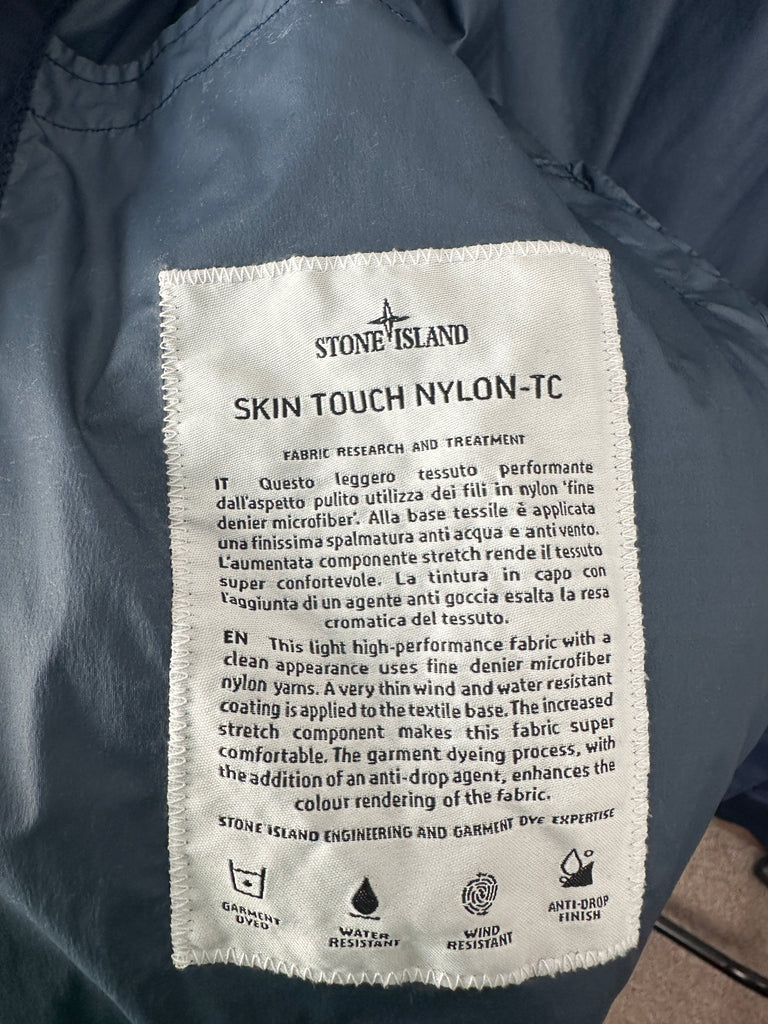 STONE ISLAND
SKIN TOUCH NYLON-TC
FABRIC RESEARCH AND TREATMENT
IT Questo leggero tessuto performante
dall'aspetto pulito utilizza dei fili in nylon 'fine
denier microfiber'. Alla base tessile è applicata
una finissima spalmatura anti acqua e anti vento.
L'aumentata componente stretch rende il tessuto
super confortevole. La tintura in capo con
l'aggiunta di un agente anti goccia esalta la resa
cromatica del tessuto.
EN This light high-performance fabric with a
clean appearance uses fine denier microfiber
nylon yarns. A very thin wind and water resistant
coating is applied to the textile base. The increased
stretch component makes this fabric super
comfortable. The garment dyeing process, with
the addition of an anti-drop agent, enhances the
colour rendering of the fabric.
STONE ISLAND ENGINEERING AND GARMENT DYE EXPERTISE
GARMENT
DYED
WATER
RESISTANT
WIND
RESISTANT
ANTI-DROP
FINISH